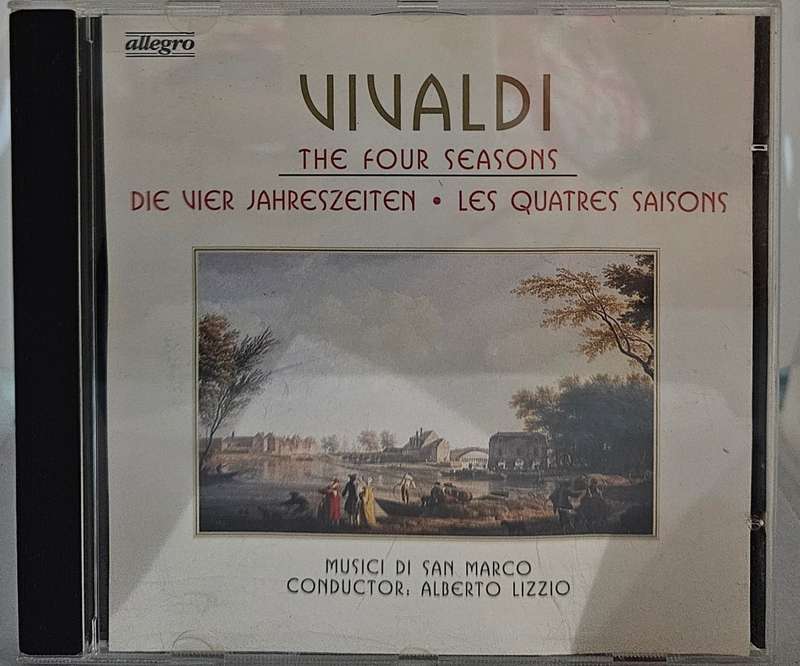 allegro
VIVALDI
THE FOUR SEASONS
DIE VIER JAHRESZEITEN • LES QUATRES SAISONS
MUSICI DI SAN MARCO
CONDUCTOR: ALBERTO LIZZIO